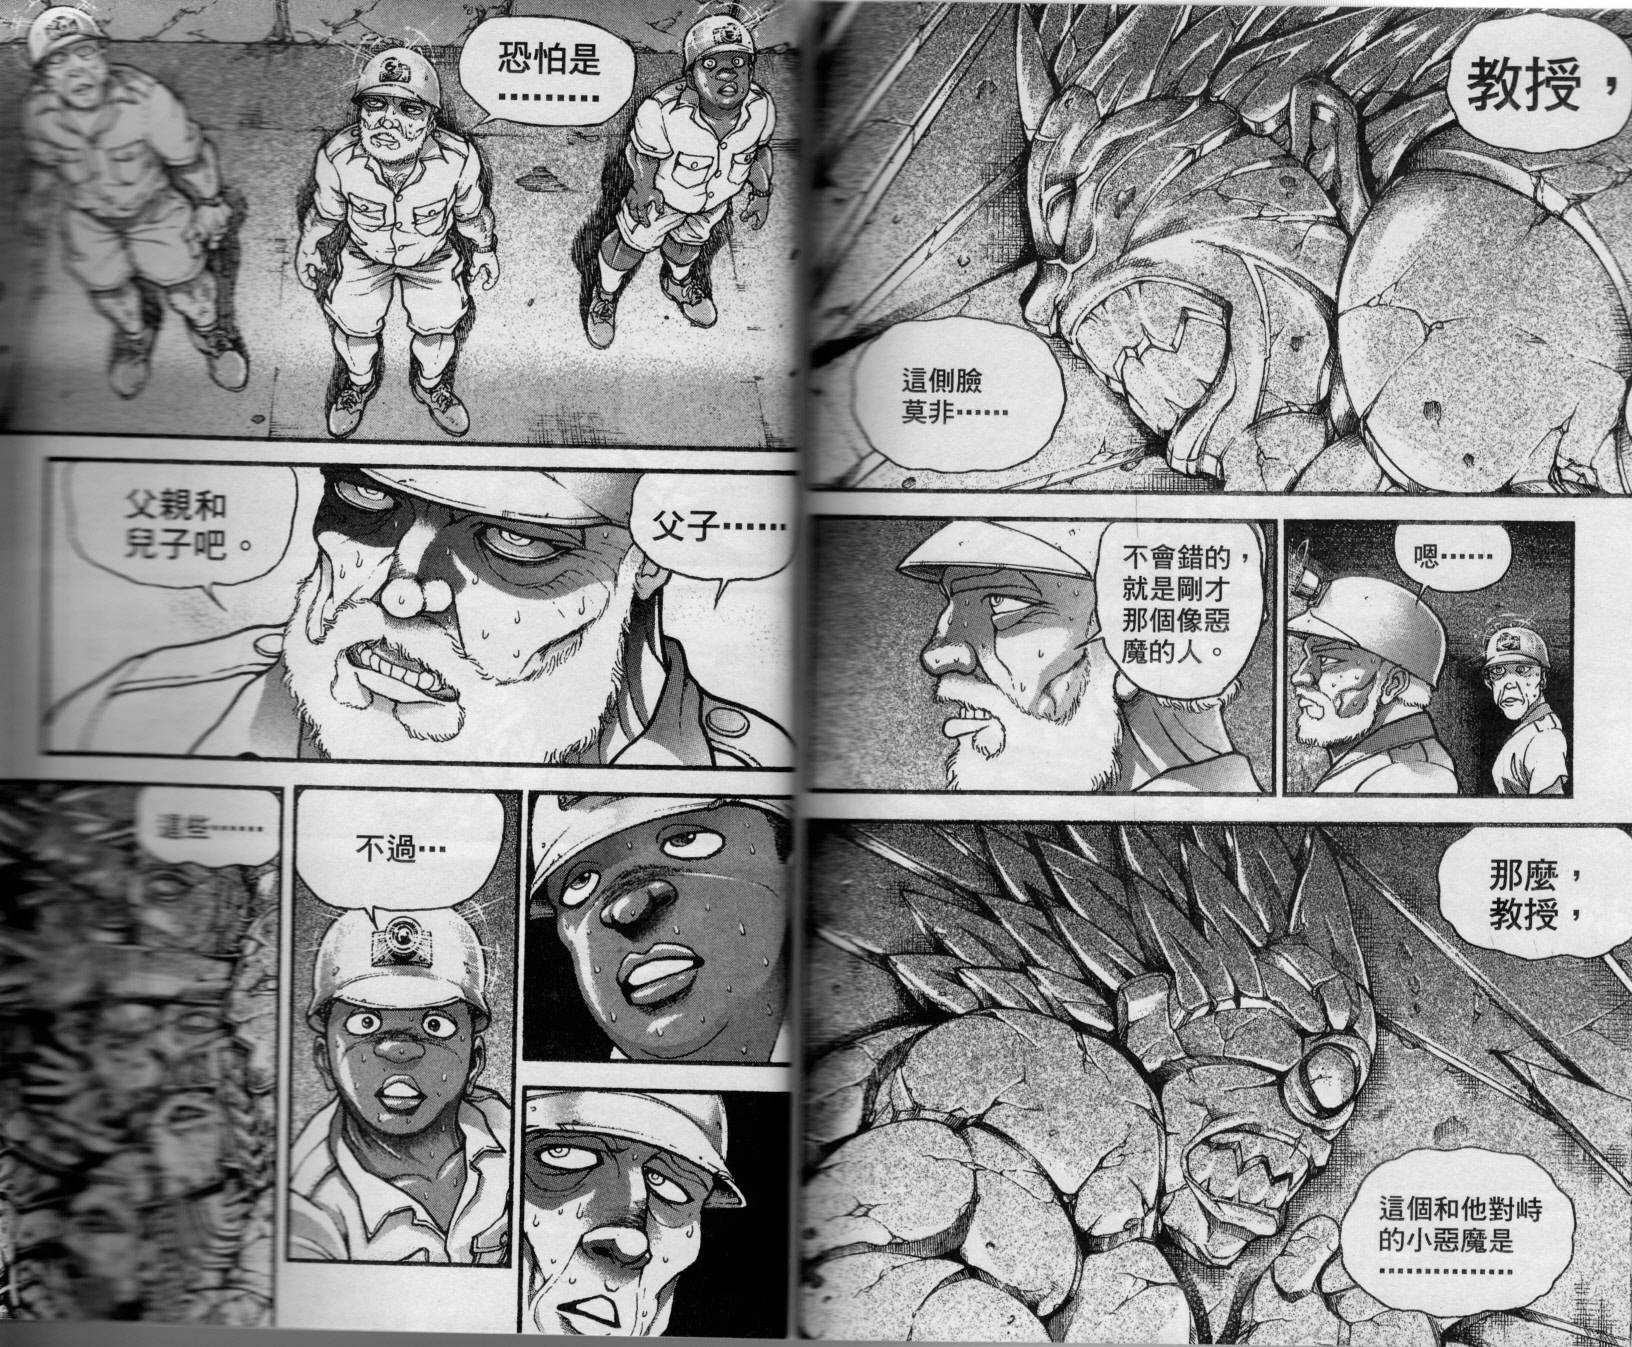 教授，
這側臉
莫非……
嗯……
不會錯的，
就是剛才
那個像惡
魔的人。
那麼，
教授，
這個和他對峙
的小惡魔是
……………
恐怕是
………
父子……
父親和
兒子吧。
不過…
這些……